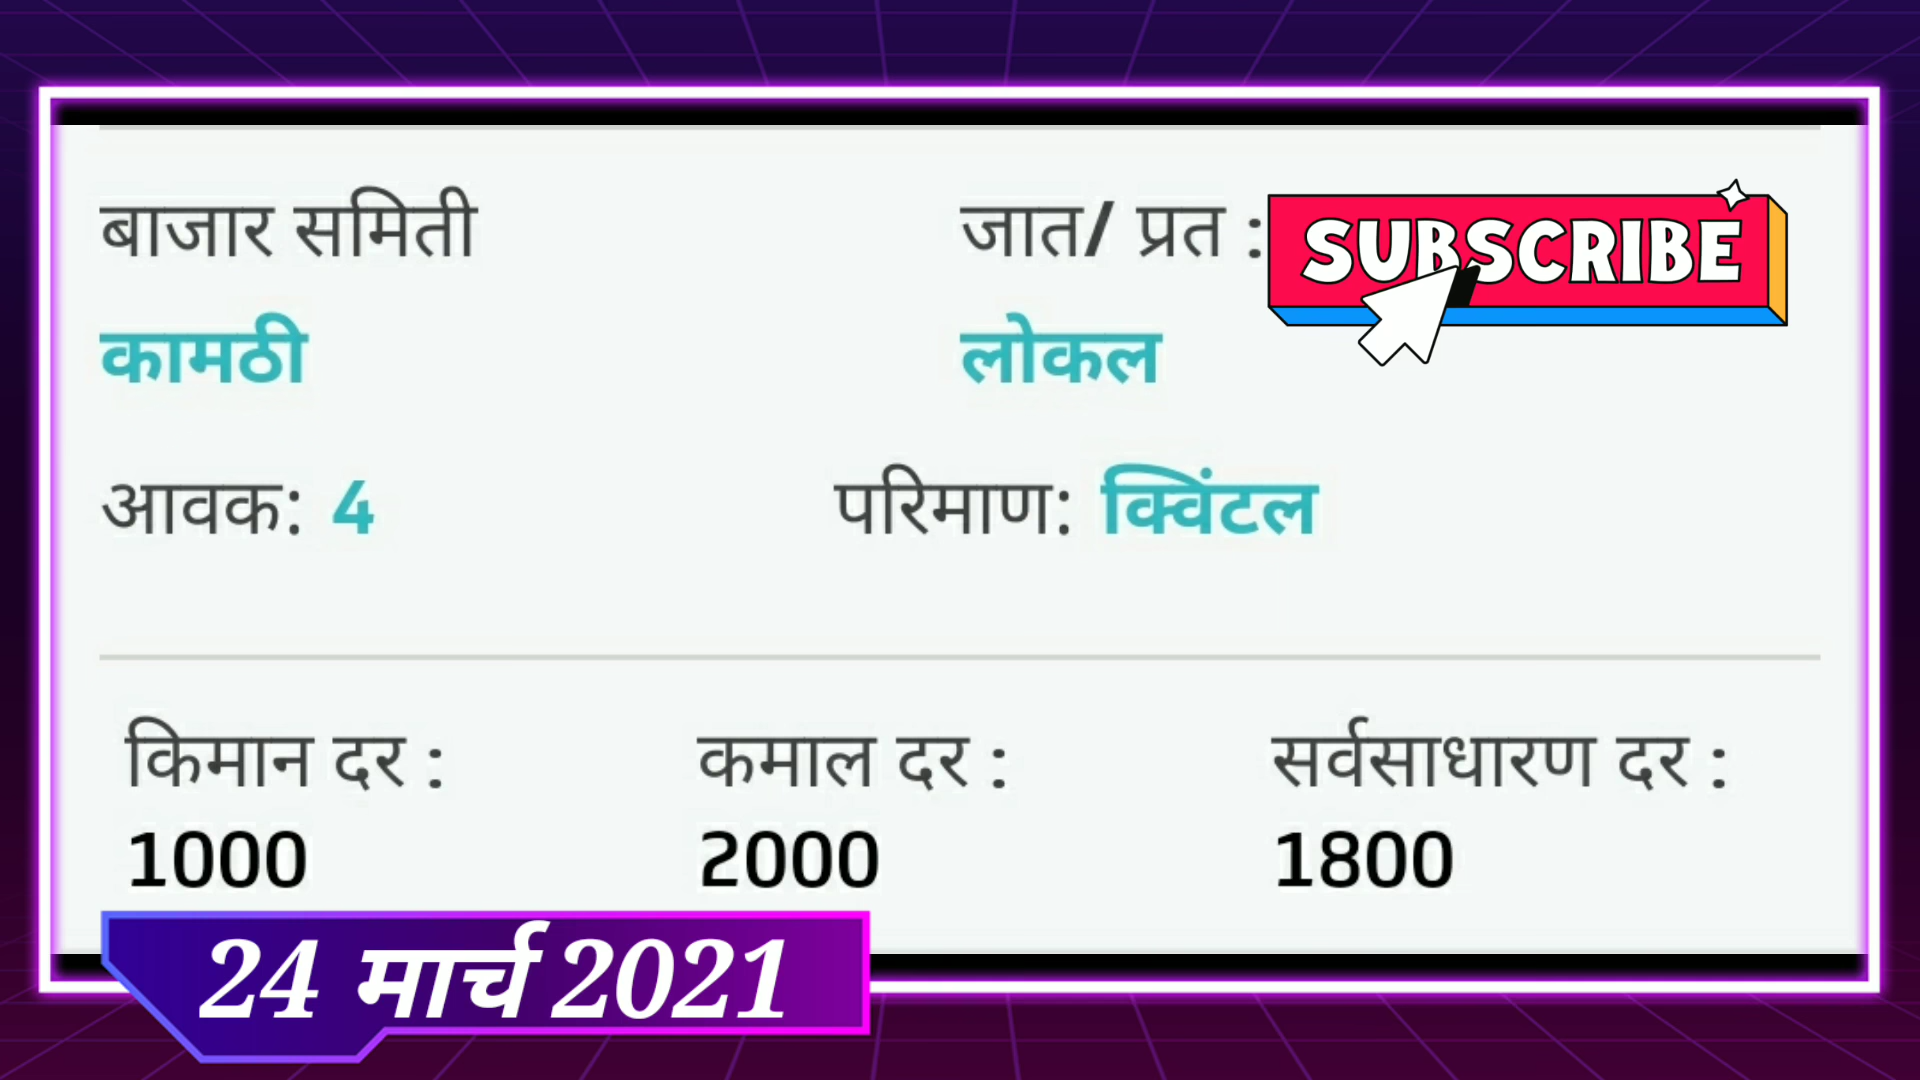 बाजार समिती
जात/ प्रत :
SUBSCRIBE
कामठी
लोकल
आवक: 4
परिमाण: क्विंटल
किमान दर :
कमाल दर :
सर्वसाधारण दर :
1000
2000
1800
24 मार्च 2021